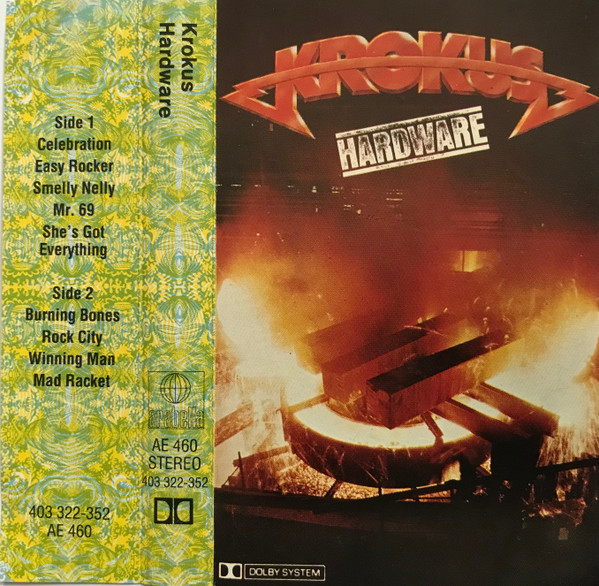 Side 1
Celebration
Easy Rocker
Smelly Nelly
Mr. 69
She's Got
Everything
Side 2
Burning Bones
Rock City
Winning Man
Mad Racket
403 322-352
AE 460
Krokus
Hardware
AE 460
STEREO
403 322-352
KROKUS
HARDWARE
DOLBY SYSTEM